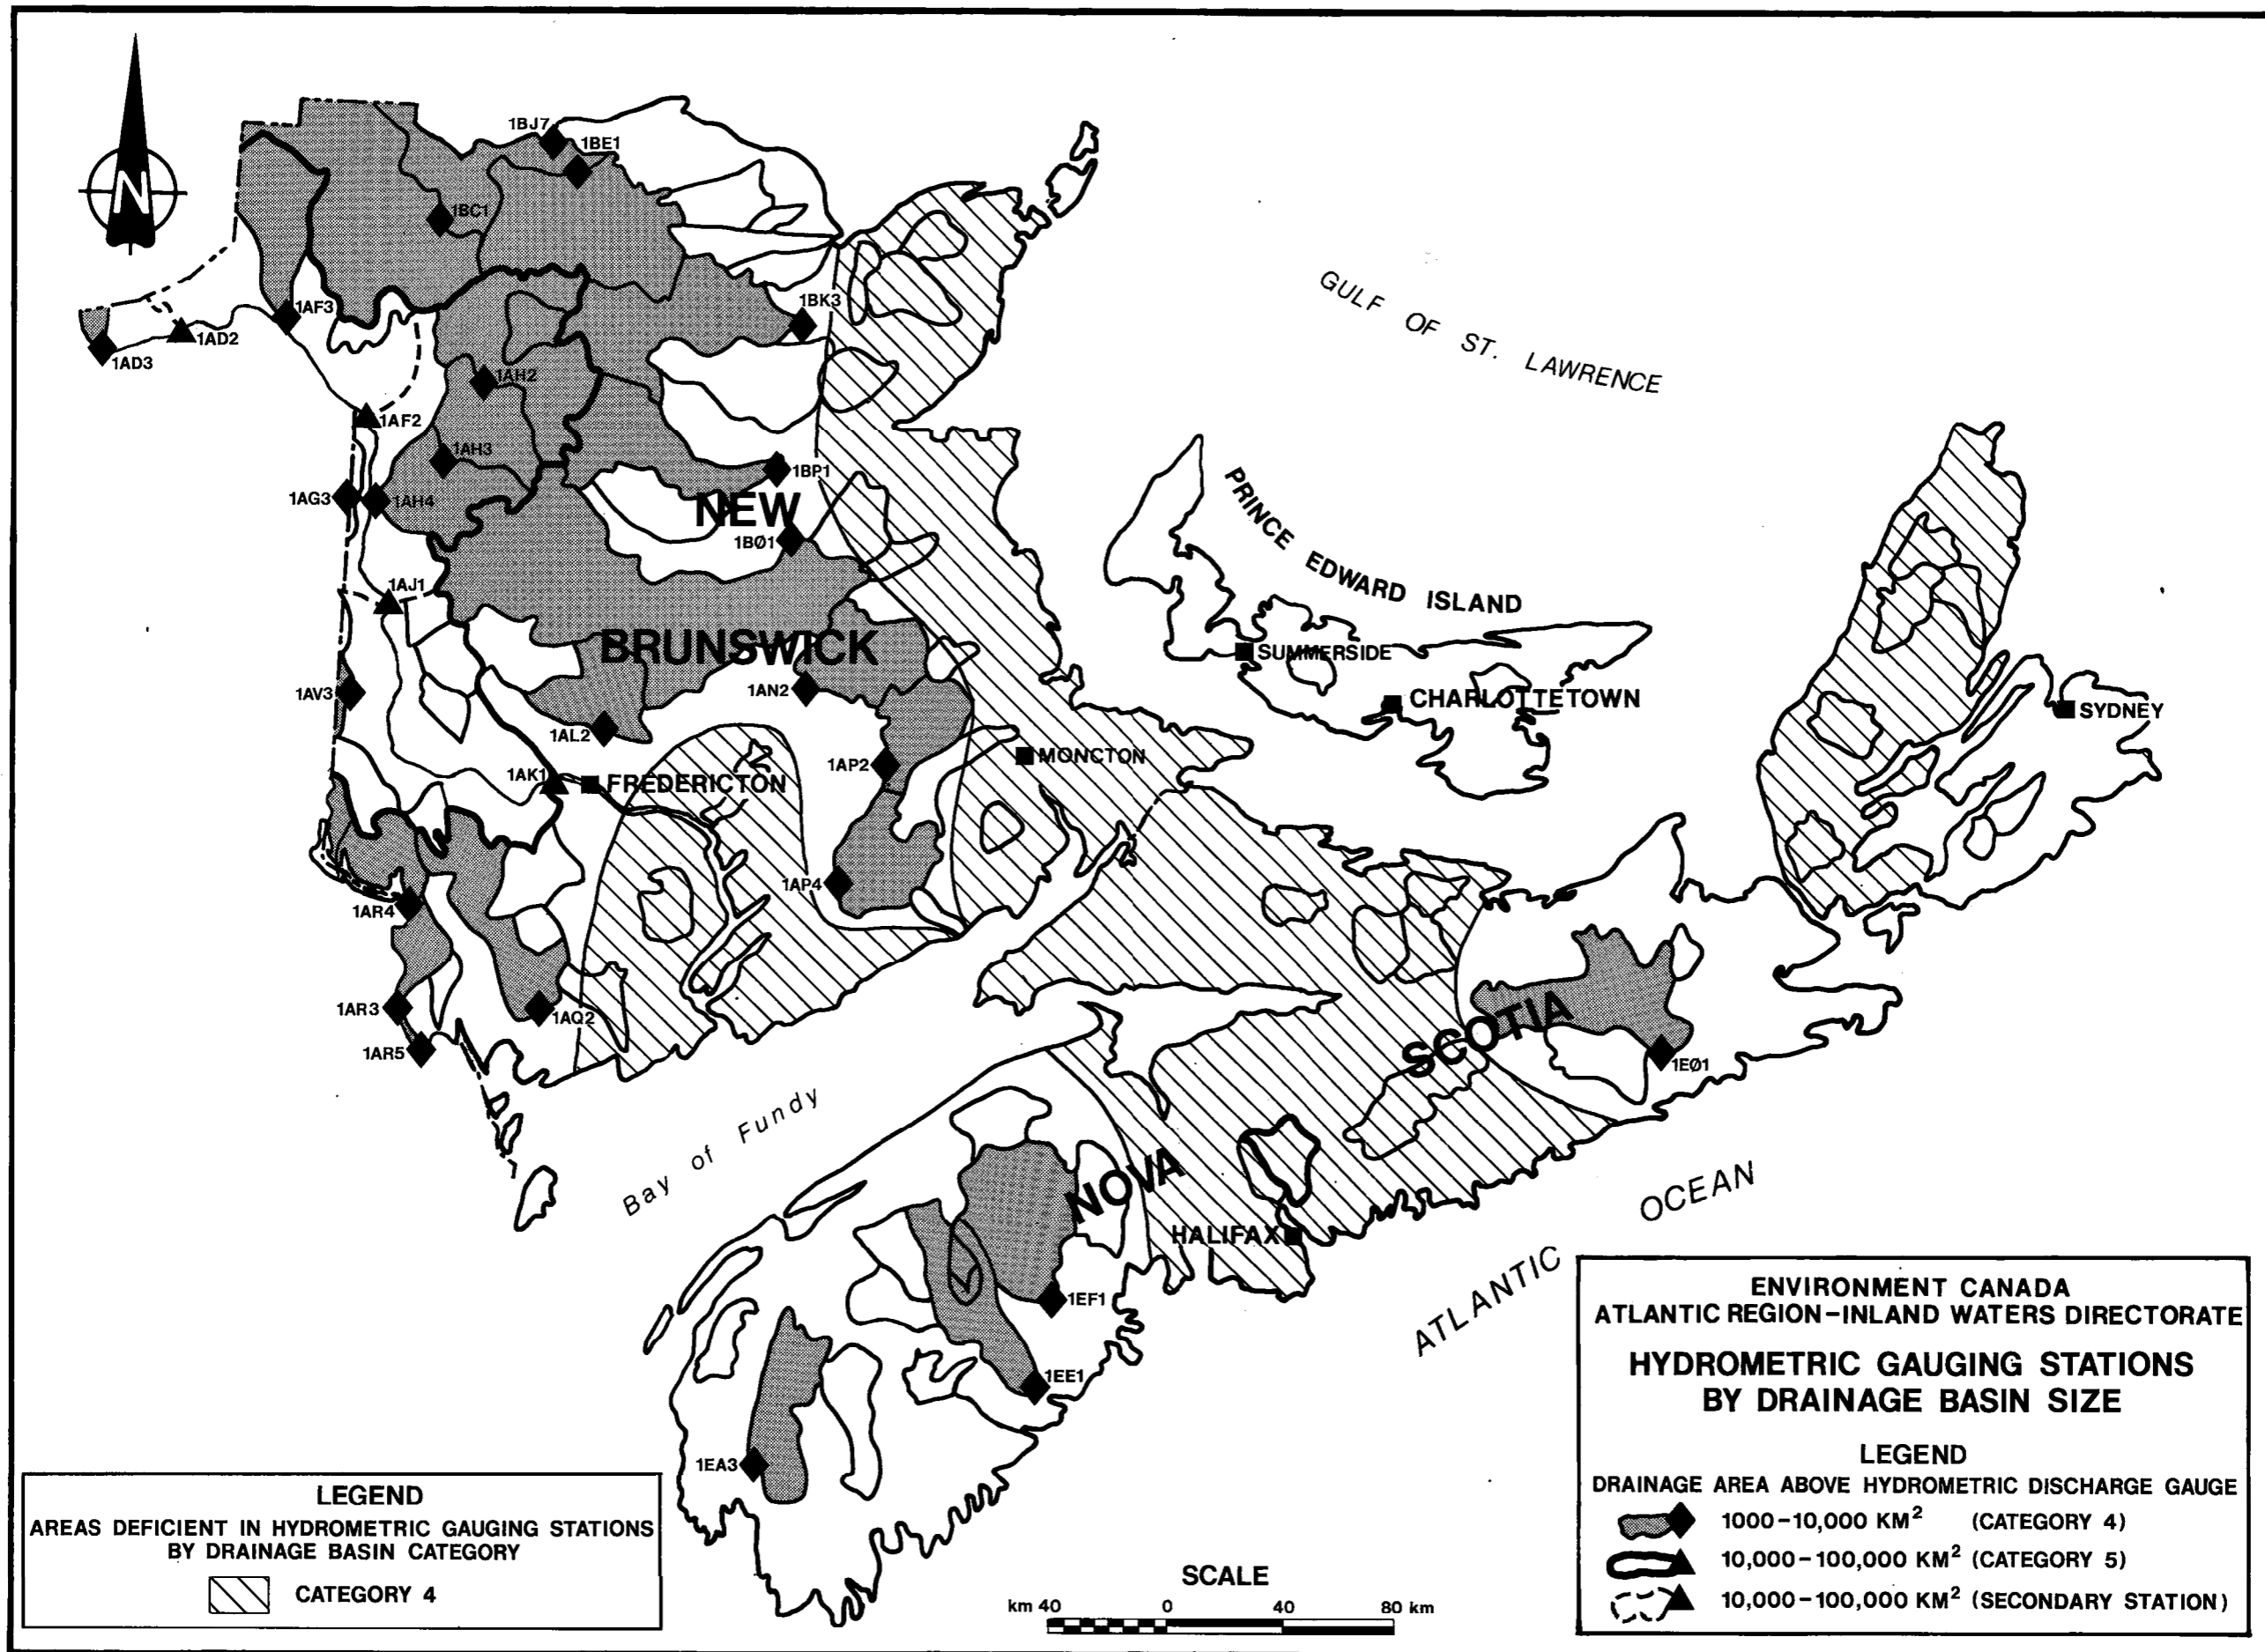 N
1BJ7
1BE1
1BC1
1BK3
1AF3
1AD2
1AD3
1AH2
1AF2
1AH3
1BP1
1AG3
1AH4
NEW
1BØ1
1AJ1
BRUNSWICK
1AV3
1AN2
1AL2
1AP2
MONCTON
1AK1
FREDERICTON
1AP4
1AR4
1AR3
1AQ2
1AR5
GULF OF ST. LAWRENCE
PRINCE EDWARD ISLAND
SUMMERSIDE
CHARLOTTETOWN
SYDNEY
SCOTIA
1EØ1
Bay of Fundy
NOVA
HALIFAX
ATLANTIC OCEAN
1EF1
1EE1
1EA3
LEGEND
AREAS DEFICIENT IN HYDROMETRIC GAUGING STATIONS
BY DRAINAGE BASIN CATEGORY
CATEGORY 4
SCALE
km 40 0 40 80 km
ENVIRONMENT CANADA
ATLANTIC REGION-INLAND WATERS DIRECTORATE
HYDROMETRIC GAUGING STATIONS
BY DRAINAGE BASIN SIZE
LEGEND
DRAINAGE AREA ABOVE HYDROMETRIC DISCHARGE GAUGE
1000-10,000 KM² (CATEGORY 4)
10,000-100,000 KM² (CATEGORY 5)
10,000-100,000 KM² (SECONDARY STATION)